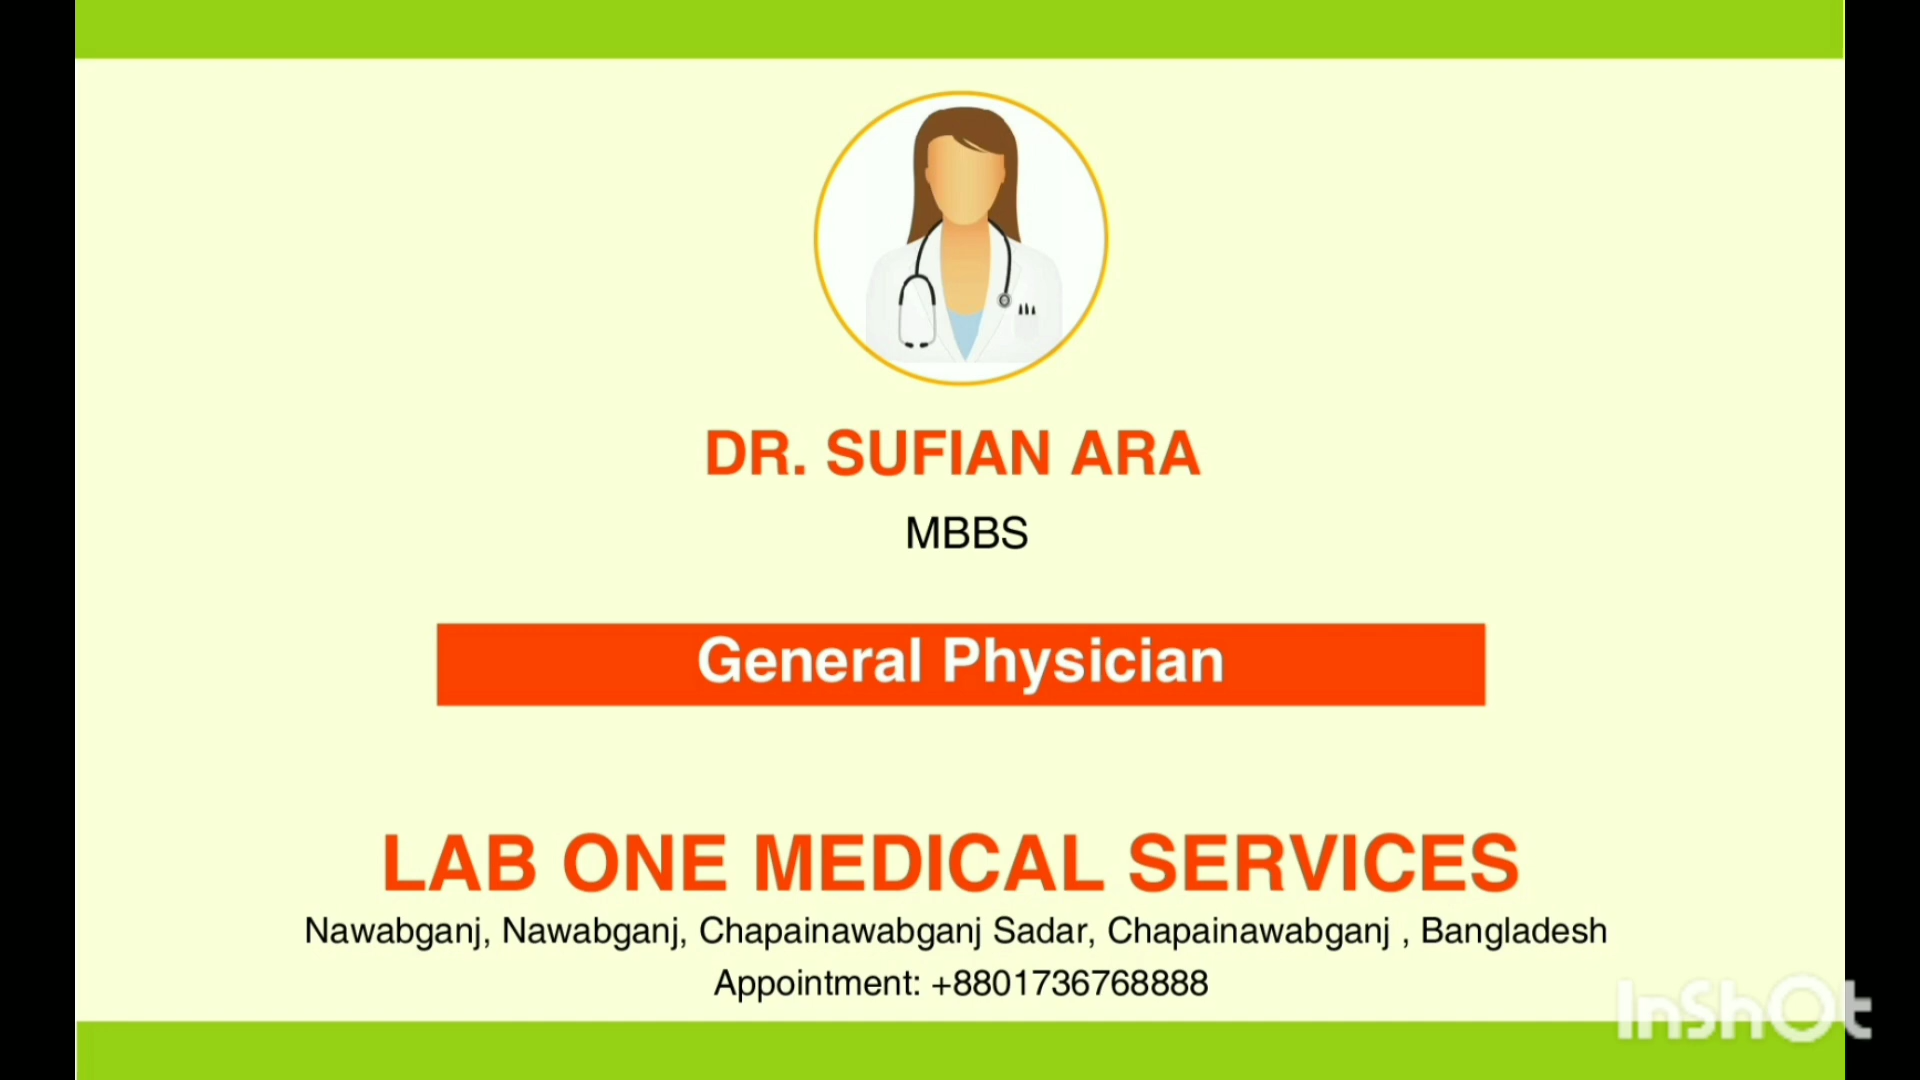 DR. SUFIAN ARA
MBBS
General Physician
LAB ONE MEDICAL SERVICES
Nawabganj, Nawabganj, Chapainawabganj Sadar, Chapainawabganj , Bangladesh
Appointment: +8801736768888
InShOt